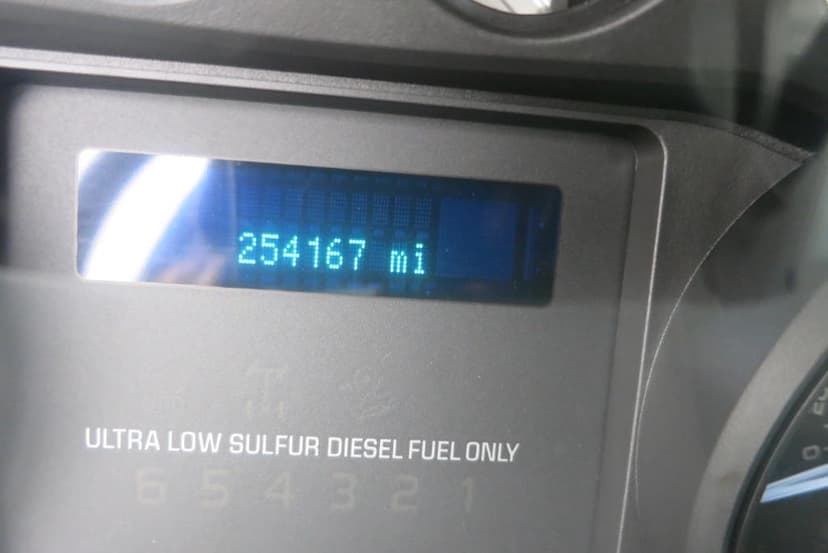 254167 mi
ULTRA LOW SULFUR DIESEL FUEL ONLY
6 5 4 3 2 1